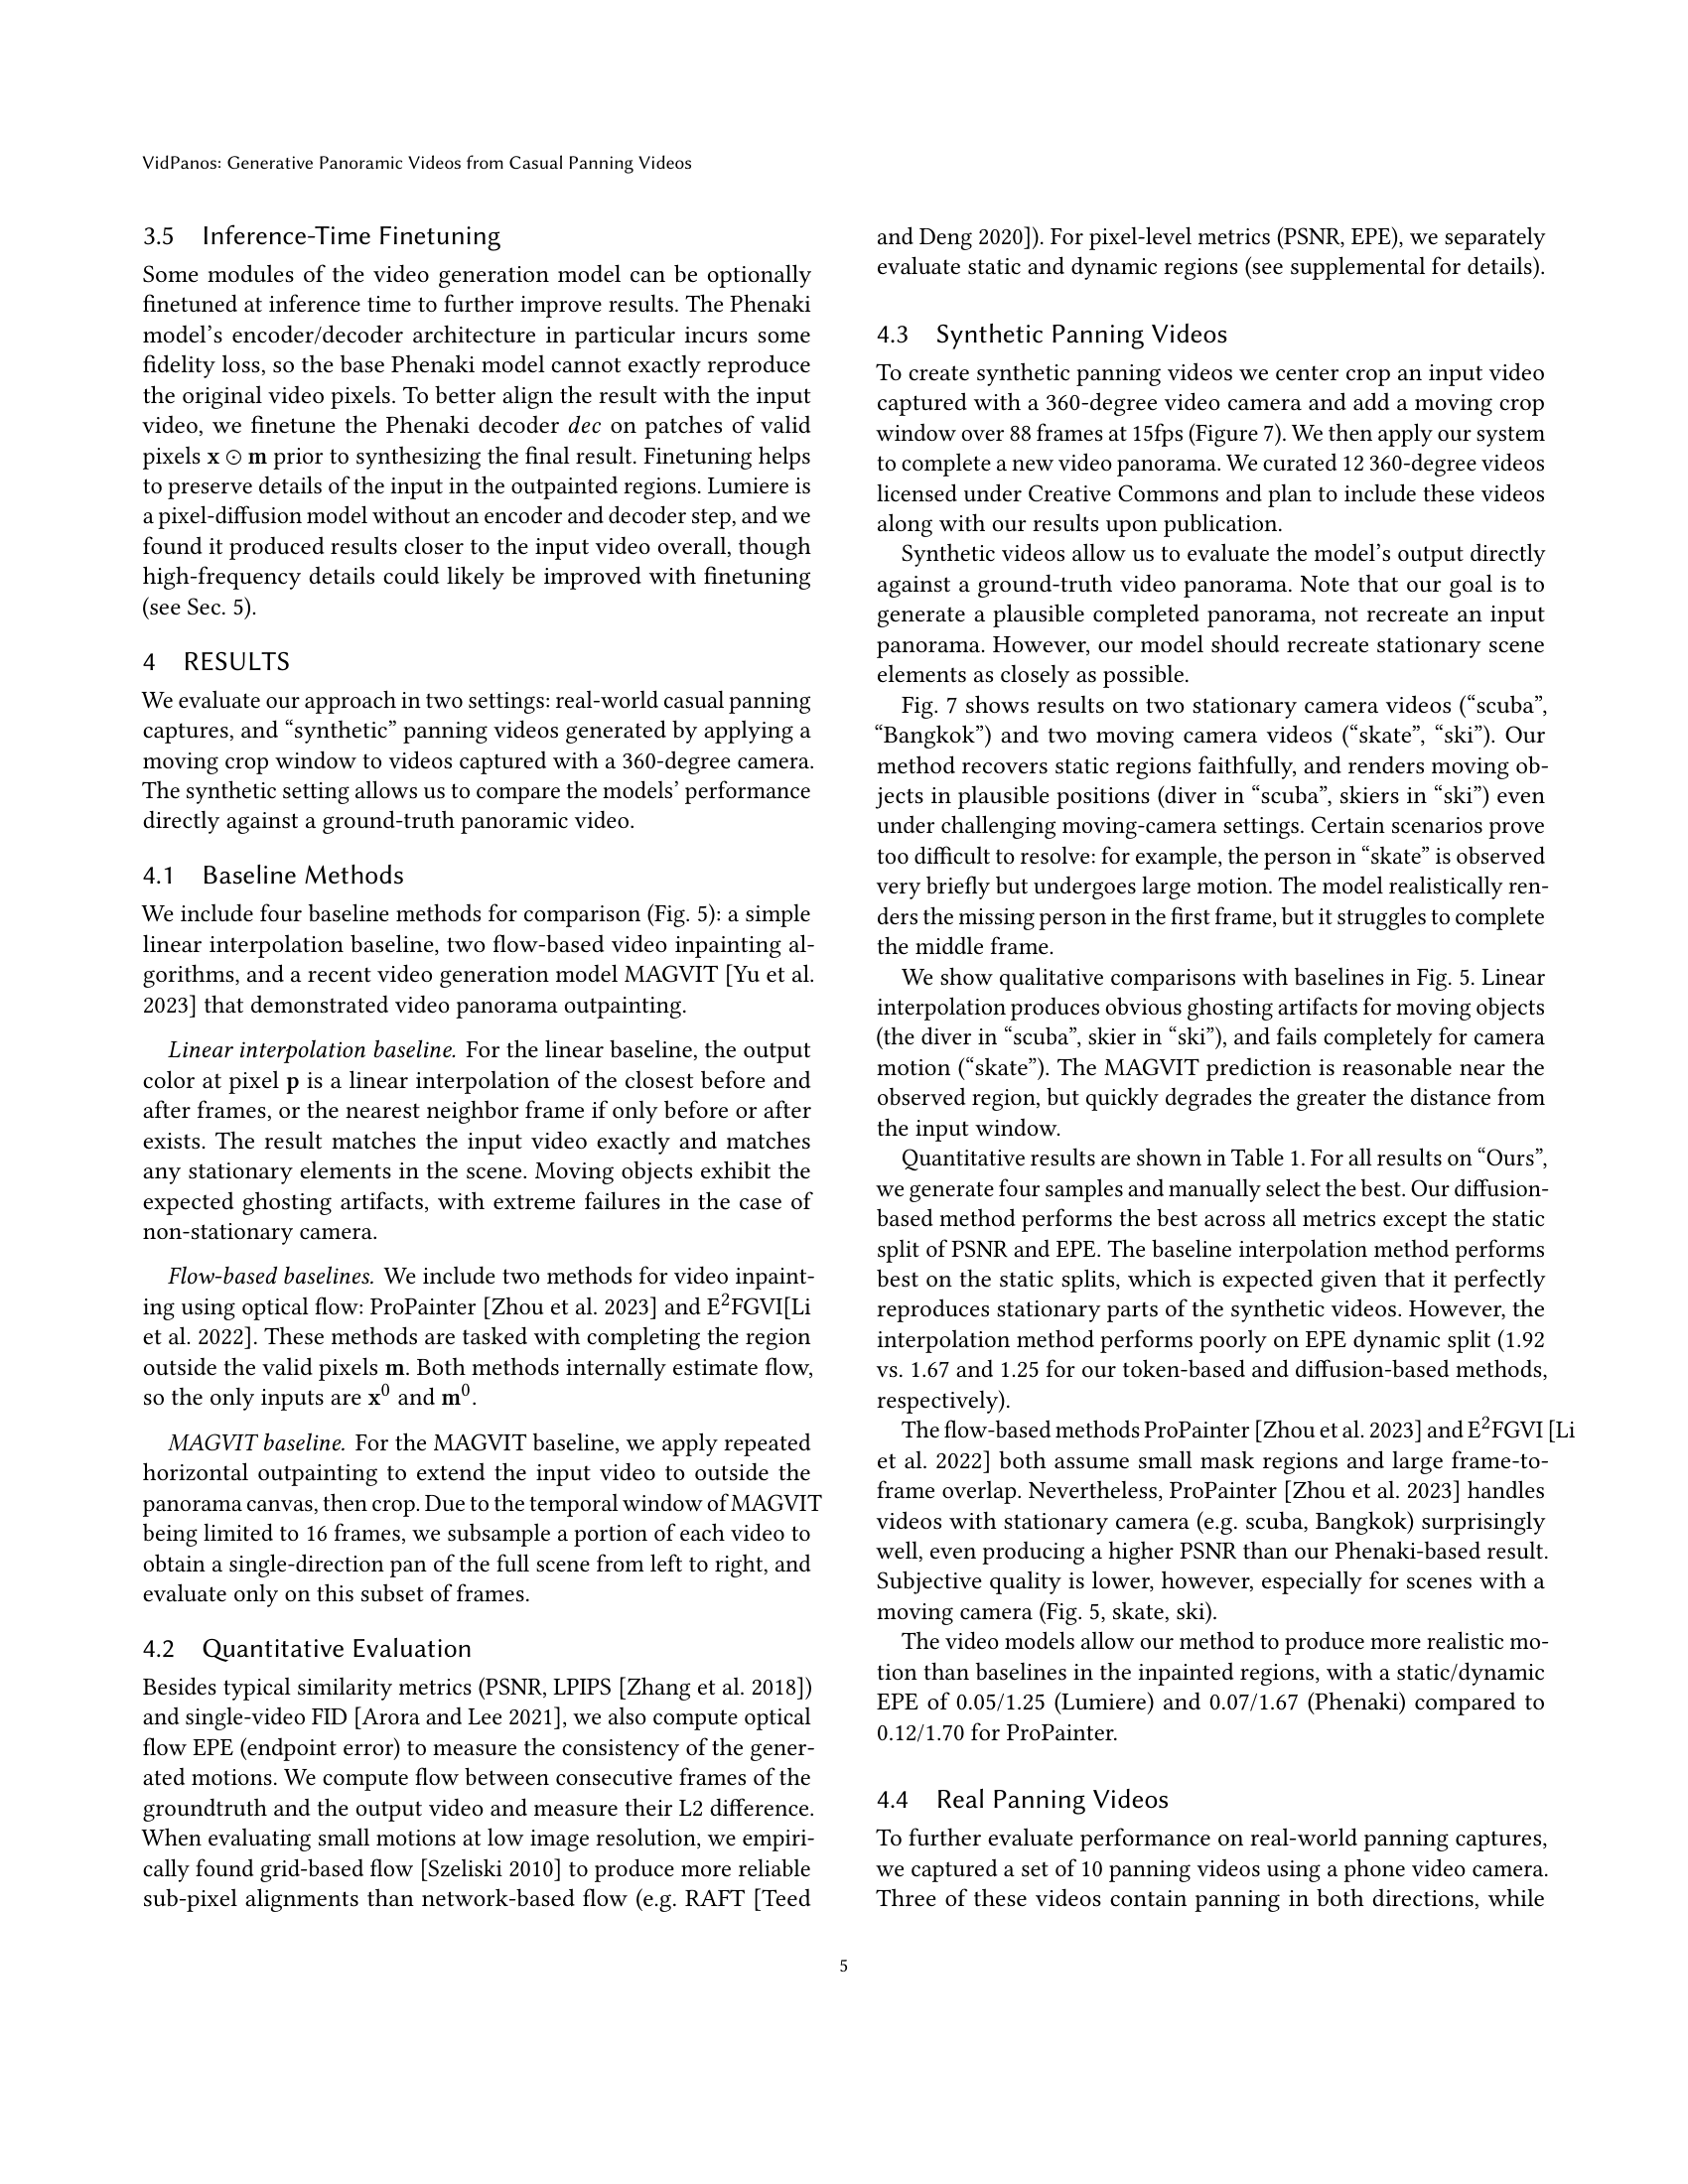 VidPanos: Generative Panoramic Videos from Casual Panning Videos
3.5 Inference-Time Finetuning
Some modules of the video generation model can be optionally
finetuned at inference time to further improve results. The Phenaki
model's encoder/decoder architecture in particular incurs some
fidelity loss, so the base Phenaki model cannot exactly reproduce
the original video pixels. To better align the result with the input
video, we finetune the Phenaki decoder dec on patches of valid
pixels x ⊙ m prior to synthesizing the final result. Finetuning helps
to preserve details of the input in the outpainted regions. Lumiere is
a pixel-diffusion model without an encoder and decoder step, and we
found it produced results closer to the input video overall, though
high-frequency details could likely be improved with finetuning
(see Sec. 5).
4 RESULTS
We evaluate our approach in two settings: real-world casual panning
captures, and “synthetic” panning videos generated by applying a
moving crop window to videos captured with a 360-degree camera.
The synthetic setting allows us to compare the models' performance
directly against a ground-truth panoramic video.
4.1 Baseline Methods
We include four baseline methods for comparison (Fig. 5): a simple
linear interpolation baseline, two flow-based video inpainting al-
gorithms, and a recent video generation model MAGVIT [Yu et al.
2023] that demonstrated video panorama outpainting.
Linear interpolation baseline. For the linear baseline, the output
color at pixel p is a linear interpolation of the closest before and
after frames, or the nearest neighbor frame if only before or after
exists. The result matches the input video exactly and matches
any stationary elements in the scene. Moving objects exhibit the
expected ghosting artifacts, with extreme failures in the case of
non-stationary camera.
Flow-based baselines. We include two methods for video inpaint-
ing using optical flow: ProPainter [Zhou et al. 2023] and E²FGVI[Li
et al. 2022]. These methods are tasked with completing the region
outside the valid pixels m. Both methods internally estimate flow,
so the only inputs are x⁰ and m⁰.
MAGVIT baseline. For the MAGVIT baseline, we apply repeated
horizontal outpainting to extend the input video to outside the
panorama canvas, then crop. Due to the temporal window of MAGVIT
being limited to 16 frames, we subsample a portion of each video to
obtain a single-direction pan of the full scene from left to right, and
evaluate only on this subset of frames.
4.2 Quantitative Evaluation
Besides typical similarity metrics (PSNR, LPIPS [Zhang et al. 2018])
and single-video FID [Arora and Lee 2021], we also compute optical
flow EPE (endpoint error) to measure the consistency of the gener-
ated motions. We compute flow between consecutive frames of the
groundtruth and the output video and measure their L2 difference.
When evaluating small motions at low image resolution, we empiri-
cally found grid-based flow [Szeliski 2010] to produce more reliable
sub-pixel alignments than network-based flow (e.g. RAFT [Teed
and Deng 2020]). For pixel-level metrics (PSNR, EPE), we separately
evaluate static and dynamic regions (see supplemental for details).
4.3 Synthetic Panning Videos
To create synthetic panning videos we center crop an input video
captured with a 360-degree video camera and add a moving crop
window over 88 frames at 15fps (Figure 7). We then apply our system
to complete a new video panorama. We curated 12 360-degree videos
licensed under Creative Commons and plan to include these videos
along with our results upon publication.
Synthetic videos allow us to evaluate the model's output directly
against a ground-truth video panorama. Note that our goal is to
generate a plausible completed panorama, not recreate an input
panorama. However, our model should recreate stationary scene
elements as closely as possible.
Fig. 7 shows results on two stationary camera videos (“scuba”,
“Bangkok”) and two moving camera videos (“skate”, “ski”). Our
method recovers static regions faithfully, and renders moving ob-
jects in plausible positions (diver in “scuba”, skiers in “ski”) even
under challenging moving-camera settings. Certain scenarios prove
too difficult to resolve: for example, the person in “skate” is observed
very briefly but undergoes large motion. The model realistically ren-
ders the missing person in the first frame, but it struggles to complete
the middle frame.
We show qualitative comparisons with baselines in Fig. 5. Linear
interpolation produces obvious ghosting artifacts for moving objects
(the diver in “scuba”, skier in “ski”), and fails completely for camera
motion (“skate”). The MAGVIT prediction is reasonable near the
observed region, but quickly degrades the greater the distance from
the input window.
Quantitative results are shown in Table 1. For all results on “Ours”,
we generate four samples and manually select the best. Our diffusion-
based method performs the best across all metrics except the static
split of PSNR and EPE. The baseline interpolation method performs
best on the static splits, which is expected given that it perfectly
reproduces stationary parts of the synthetic videos. However, the
interpolation method performs poorly on EPE dynamic split (1.92
vs. 1.67 and 1.25 for our token-based and diffusion-based methods,
respectively).
The flow-based methods ProPainter [Zhou et al. 2023] and E²FGVI [Li
et al. 2022] both assume small mask regions and large frame-to-
frame overlap. Nevertheless, ProPainter [Zhou et al. 2023] handles
videos with stationary camera (e.g. scuba, Bangkok) surprisingly
well, even producing a higher PSNR than our Phenaki-based result.
Subjective quality is lower, however, especially for scenes with a
moving camera (Fig. 5, skate, ski).
The video models allow our method to produce more realistic mo-
tion than baselines in the inpainted regions, with a static/dynamic
EPE of 0.05/1.25 (Lumiere) and 0.07/1.67 (Phenaki) compared to
0.12/1.70 for ProPainter.
4.4 Real Panning Videos
To further evaluate performance on real-world panning captures,
we captured a set of 10 panning videos using a phone video camera.
Three of these videos contain panning in both directions, while
5